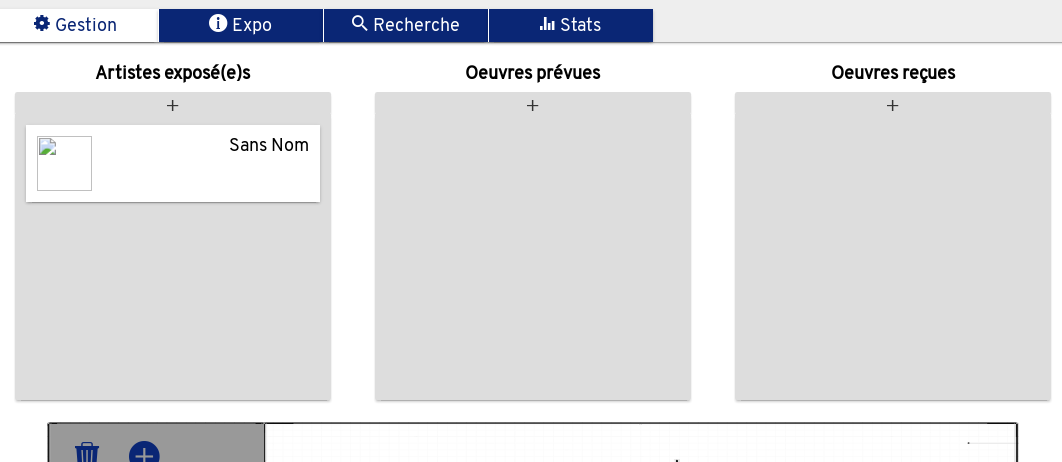 Gestion Expo Recherche Stats
Artistes exposé(e)s Oeuvres prévues Oeuvres reçues
+ + +
Sans Nom